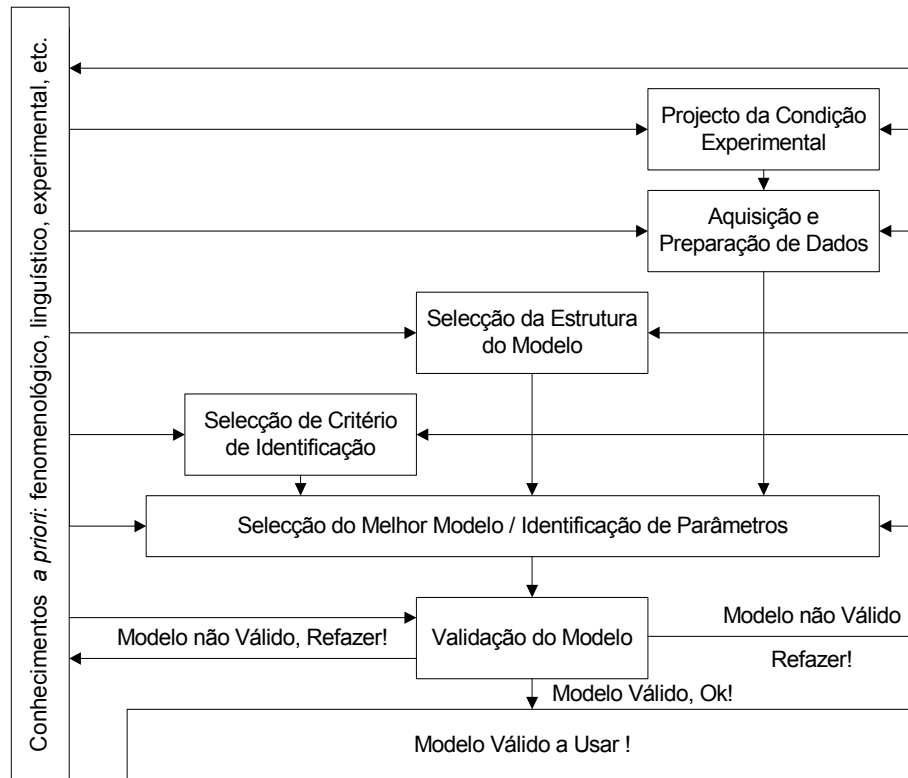 Conhecimentos a priori: fenomenológico, linguístico, experimental, etc.
Projecto da Condição
Experimental
Aquisição e
Preparação de Dados
Selecção da Estrutura
do Modelo
Selecção de Critério
de Identificação
Selecção do Melhor Modelo / Identificação de Parâmetros
Validação do Modelo
Modelo não Válido, Refazer!
Modelo não Válido
Refazer!
Modelo Válido, Ok!
Modelo Válido a Usar !